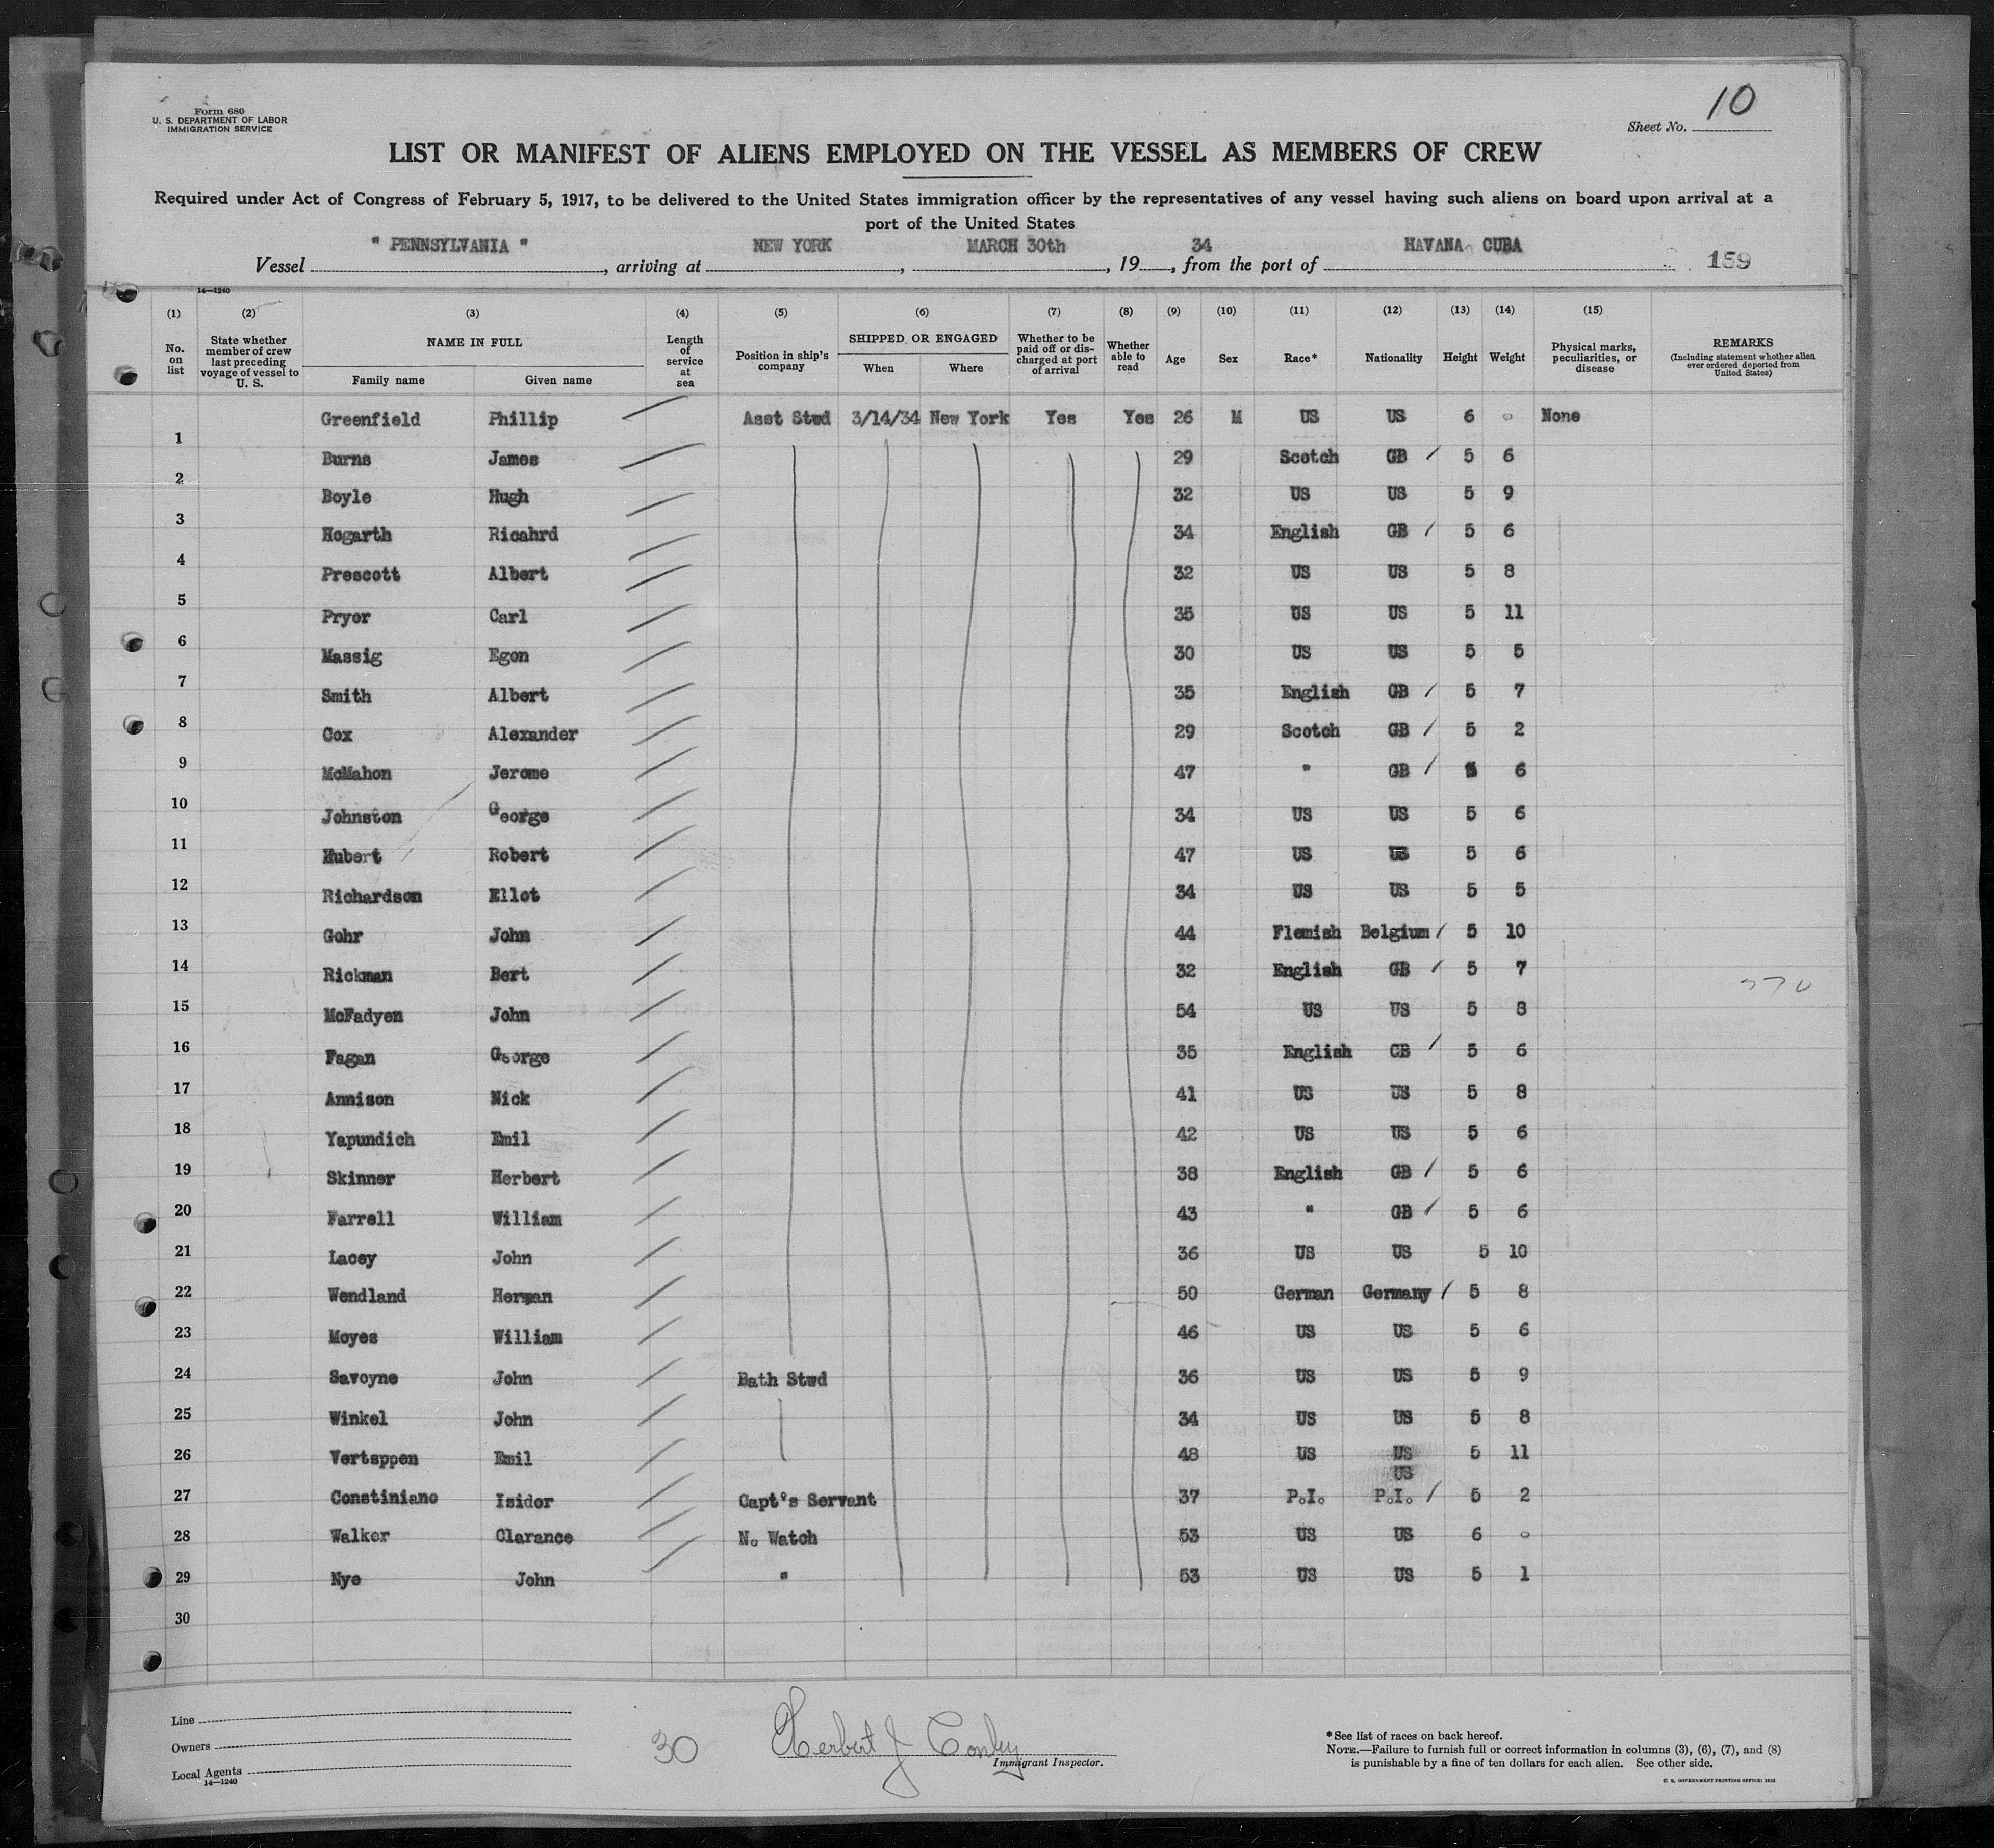 Form 680
U. S. DEPARTMENT OF LABOR
IMMIGRATION SERVICE
Sheet No. 10
LIST OR MANIFEST OF ALIENS EMPLOYED ON THE VESSEL AS MEMBERS OF CREW
Required under Act of Congress of February 5, 1917, to be delivered to the United States immigration officer by the representatives of any vessel having such aliens on board upon arrival at a
port of the United States
Vessel " PENNSYLVANIA ", arriving at NEW YORK, MARCH 30th, 1934, from the port of HAVANA. CUBA 159
14—1240
(1) (2) (3) (4) (5) (6) (7) (8) (9) (10) (11) (12) (13) (14) (15)
No. on list State whether member of crew last preceding voyage of vessel to U. S. NAME IN FULL Family name Given name Length of service at sea Position in ship's company SHIPPED OR ENGAGED When Where Whether to be paid off or discharged at port of arrival Whether able to read Age Sex Race* Nationality Height Weight Physical marks, peculiarities, or disease REMARKS (Including statement whether alien ever ordered deported from United States)
1 Greenfield Phillip Asst Stwd 3/14/34 New York Yes Yes 26 M US US 6 0 None
2 Burns James 29 Scotch GB 5 6
3 Boyle Hugh 32 US US 5 9
4 Hogarth Ricahrd 34 English GB 5 6
5 Prescott Albert 32 US US 5 8
6 Pryor Carl 35 US US 5 11
7 Massig Egon 30 US US 5 5
8 Smith Albert 35 English GB 5 7
9 Cox Alexander 29 Scotch GB 5 2
10 McMahon Jerome 47 " GB 5 6
11 Johnston George 34 US US 5 6
12 Hubert Robert 47 US US 5 6
13 Richardson Ellot 34 US US 5 5
14 Gohr John 44 Flemish Belgium 5 10
15 Rickman Bert 32 English GB 5 7
16 McFadyen John 54 US US 5 8
17 Fagan George 35 English GB 5 6
18 Annison Nick 41 US US 5 8
19 Yapundich Emil 42 US US 5 6
20 Skinner Herbert 38 English GB 5 6
21 Farrell William 43 " GB 5 6
22 Lacey John 36 US US 5 10
23 Wendland Herman 50 German Germany 5 8
24 Moyes William 46 US US 5 6
25 Savoyne John Bath Stwd 36 US US 5 9
26 Winkel John 34 US US 5 8
27 Vertappen Emil 48 US US 5 11
US
28 Constiniano Isidor Capt's Servant 37 P.I. P.I. 5 2
29 Walker Clarance N. Watch 53 US US 6 0
30 Nye John " 53 US US 5 1
Line
Owners
Local Agents
14—1240
30
Herbert J Conley
Immigrant Inspector.
*See list of races on back hereof.
NOTE.—Failure to furnish full or correct information in columns (3), (6), (7), and (8)
is punishable by a fine of ten dollars for each alien. See other side.
U. S. GOVERNMENT PRINTING OFFICE: 1932